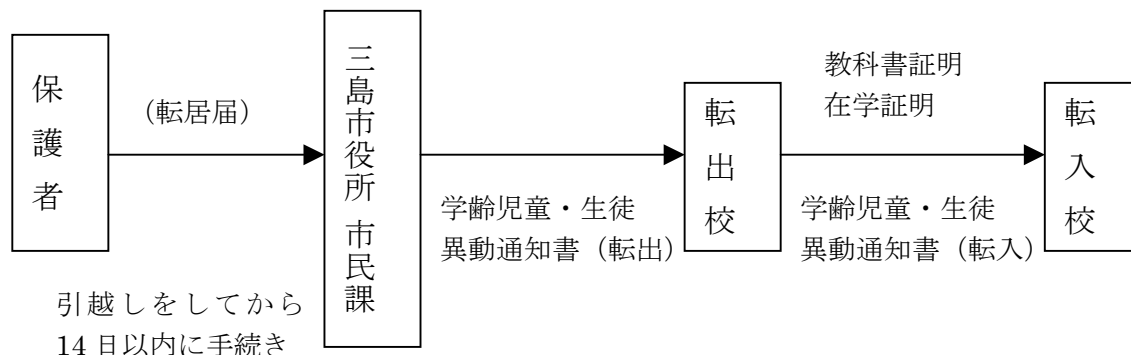 保護者
(転居届)
引越しをしてから
14日以内に手続き
三島市役所 市民課
学齢児童・生徒
異動通知書（転出）
転出校
教科書証明
在学証明
学齢児童・生徒
異動通知書（転入）
転入校